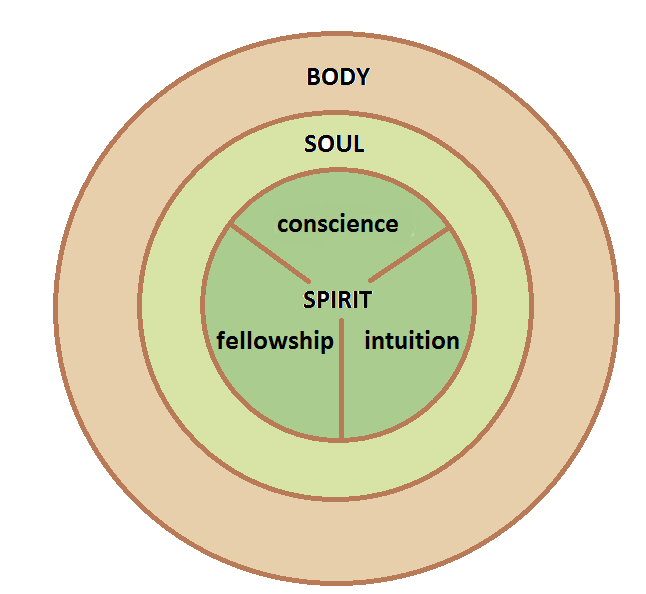 BODY
SOUL
conscience
SPIRIT
fellowship intuition